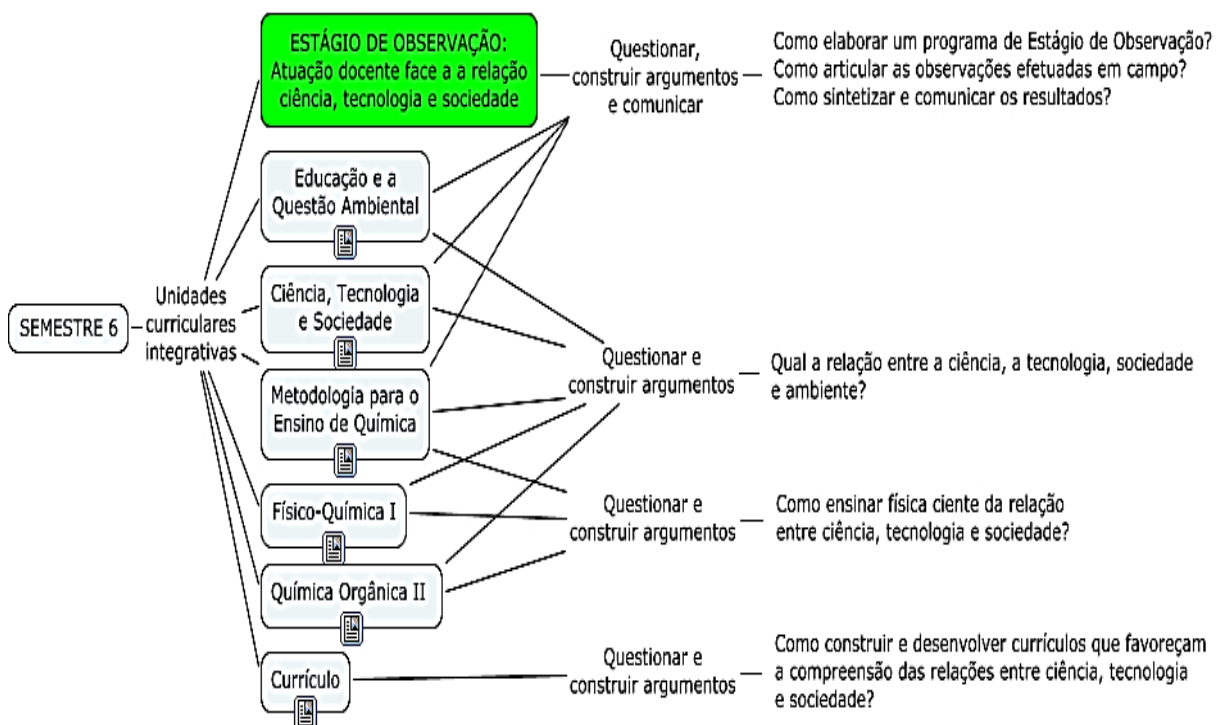 SEMESTRE 6
Unidades
curriculares
integrativas
ESTÁGIO DE OBSERVAÇÃO:
Atuação docente face a a relação
ciência, tecnologia e sociedade
Questionar,
construir argumentos
e comunicar
Como elaborar um programa de Estágio de Observação?
Como articular as observações efetuadas em campo?
Como sintetizar e comunicar os resultados?
Educação e a
Questão Ambiental
Ciência, Tecnologia
e Sociedade
Metodologia para o
Ensino de Química
Questionar e
construir argumentos
Qual a relação entre a ciência, a tecnologia, sociedade
e ambiente?
Físico-Química I
Química Orgânica II
Questionar e
construir argumentos
Como ensinar física ciente da relação
entre ciência, tecnologia e sociedade?
Currículo
Questionar e
construir argumentos
Como construir e desenvolver currículos que favoreçam
a compreensão das relações entre ciência, tecnologia
e sociedade?